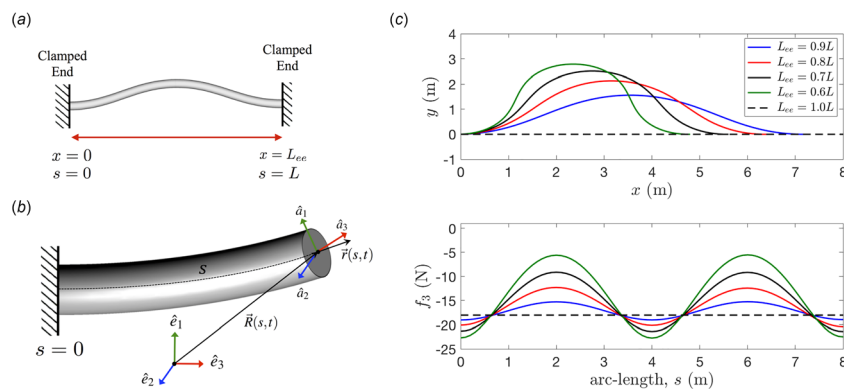 (a)
Clamped
End
Clamped
End
x = 0
s = 0
x = L_ee
s = L
(b)
s
â₁
â₂
â₃
r⃗(s,t)
R⃗(s,t)
ê₁
ê₂
ê₃
s = 0
(c)
y (m)
4
3
2
1
0
-1
L_ee = 0.9L
L_ee = 0.8L
L_ee = 0.7L
L_ee = 0.6L
L_ee = 1.0L
0 1 2 3 4 5 6 7 8
x (m)
f₃ (N)
0
-5
-10
-15
-20
-25
0 1 2 3 4 5 6 7 8
arc-length, s (m)